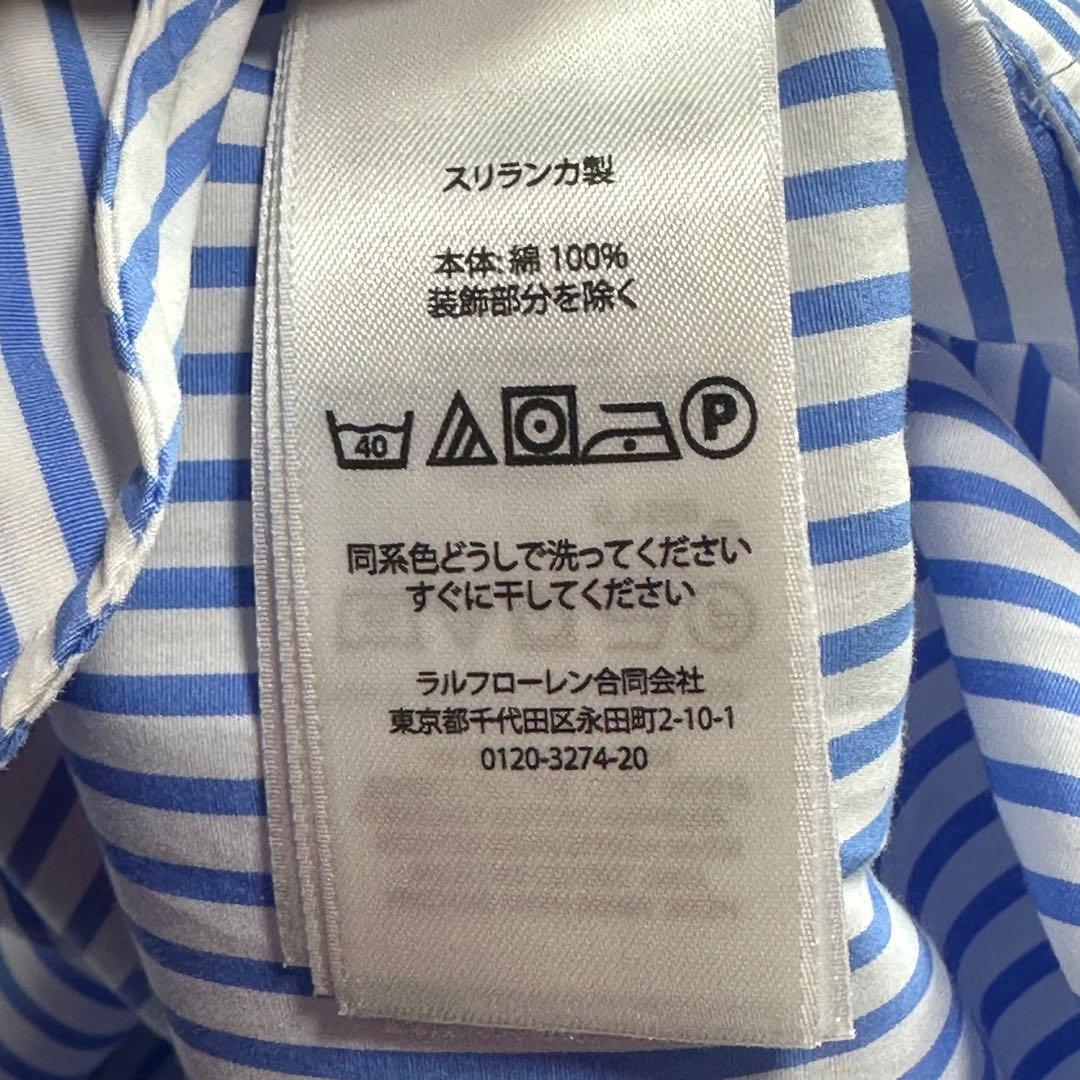 スリランカ製
本体: 綿 100%
装飾部分を除く
40
P
同系色どうしで洗ってください
すぐに干してください
ラルフローレン合同会社
東京都千代田区永田町2-10-1
0120-3274-20